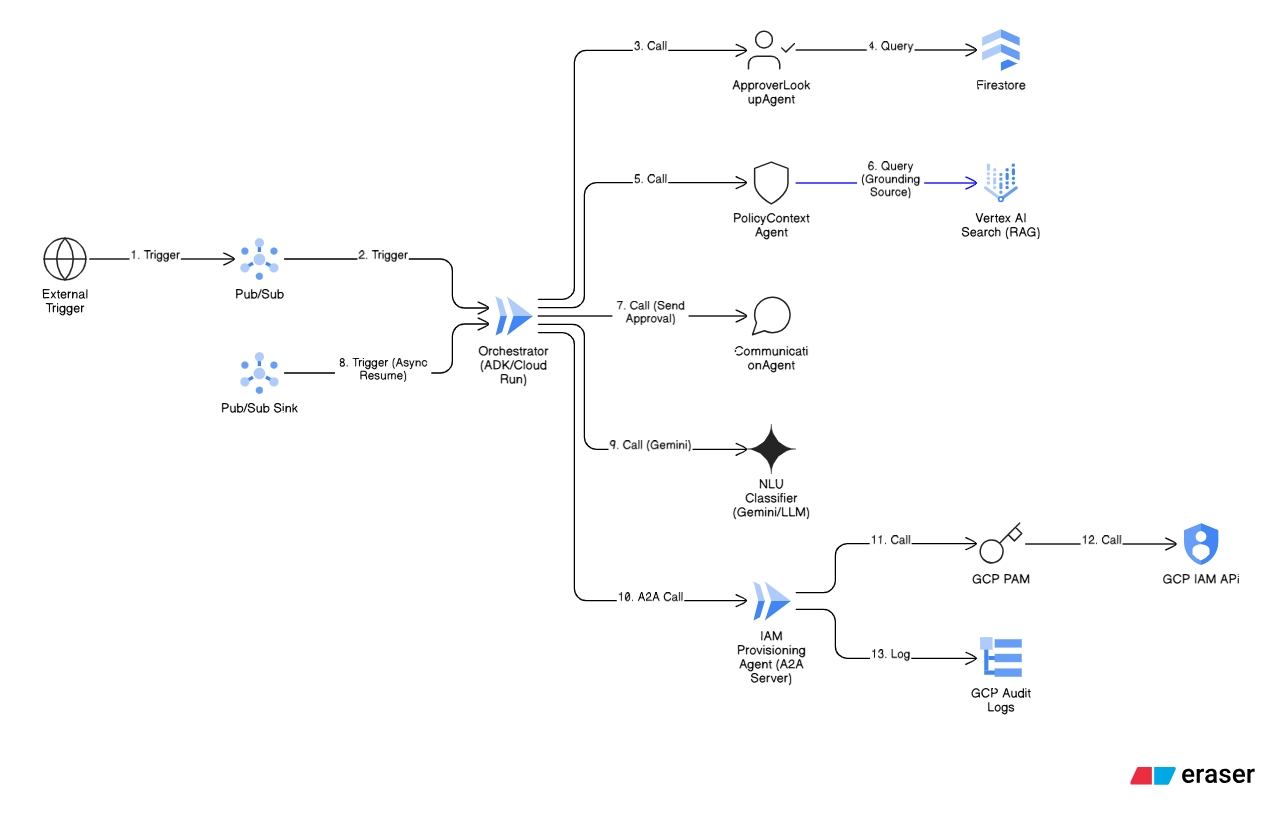 3. Call
4. Query
ApproverLook
upAgent
Firestore
5. Call
6. Query
(Grounding
Source)
PolicyContext
Agent
Vertex AI
Search (RAG)
1. Trigger
2. Trigger
External
Trigger
Pub/Sub
7. Call (Send
Approval)
Orchestrator
(ADK/Cloud
Run)
CommunicatI
onAgent
8. Trigger (Async
Resume)
Pub/Sub Sink
9. Call (Gemini)
NLU
Classifier
(Gemini/LLM)
11. Call
12. Call
GCP PAM
GCP IAM APi
10. A2A Call
IAM
Provisioning
Agent (A2A
Server)
13. Log
GCP Audit
Logs
eraser